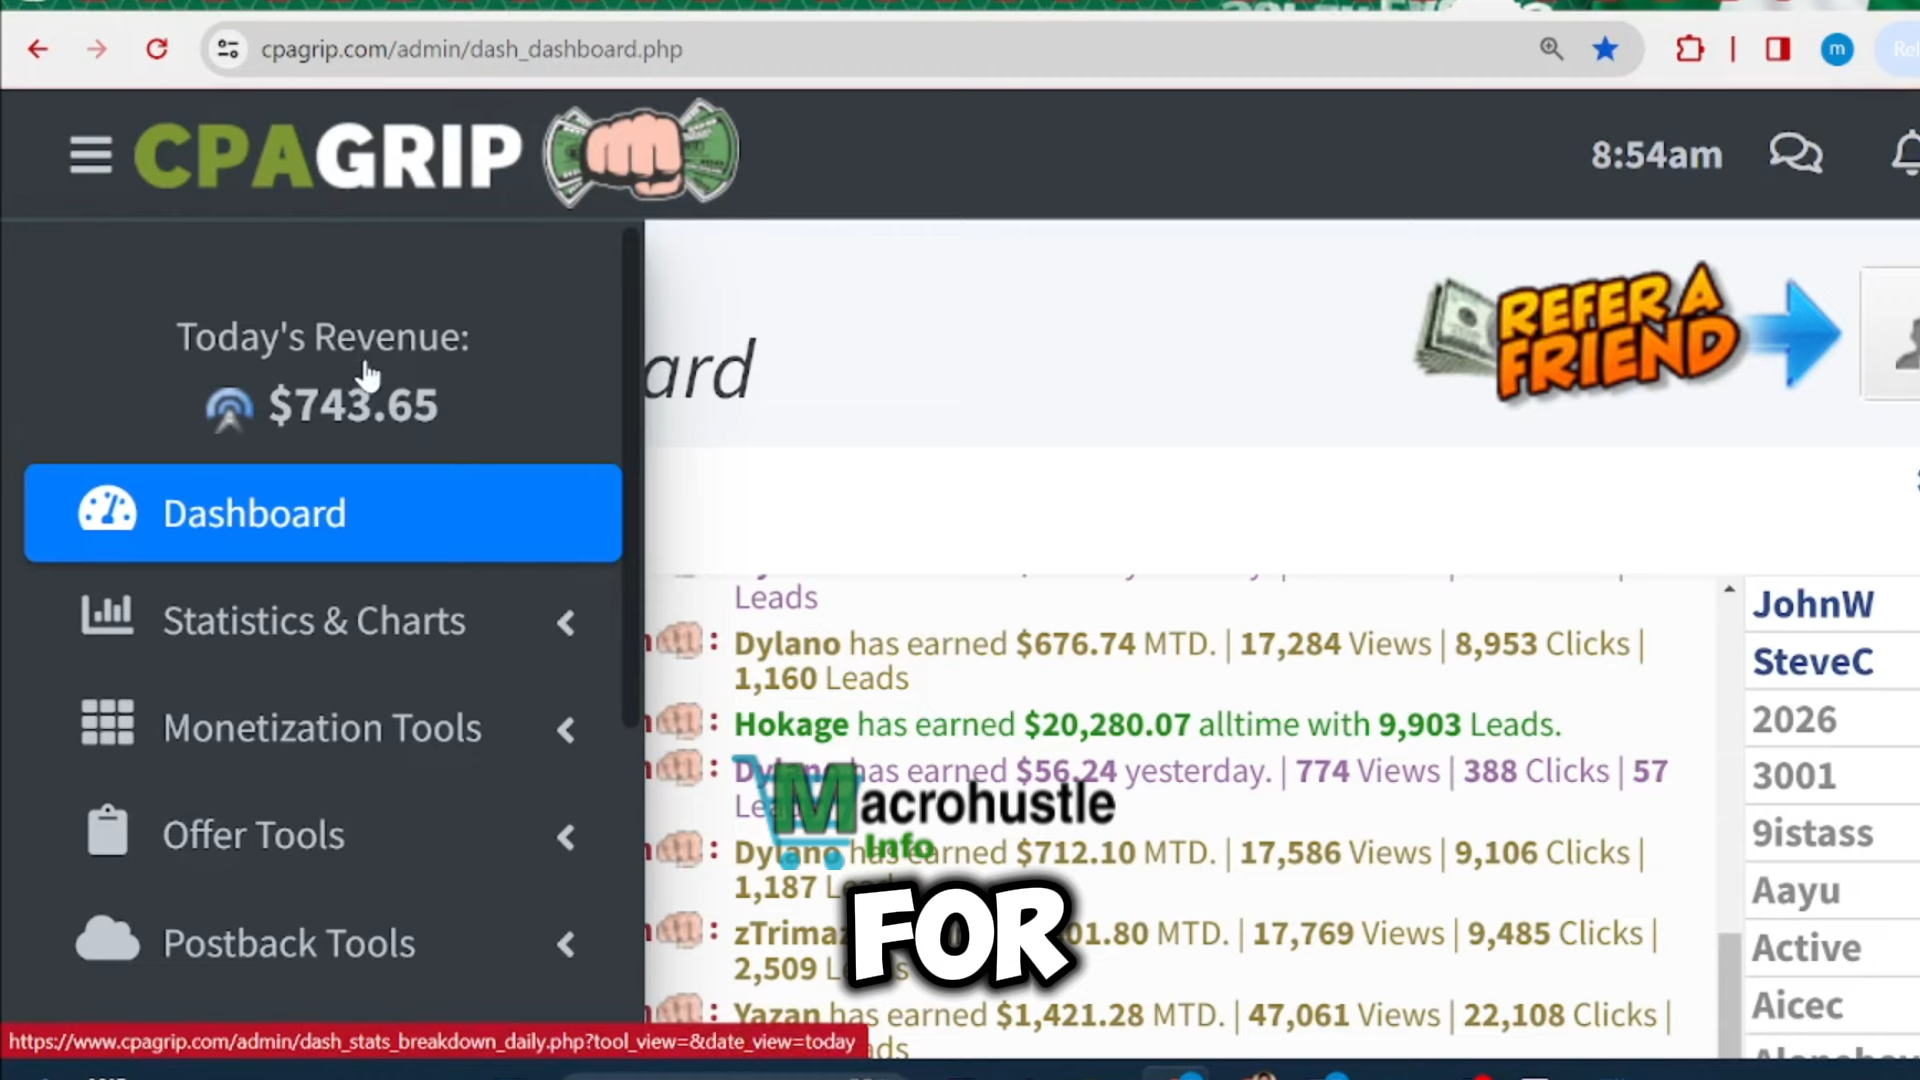 cpagrip.com/admin/dash_dashboard.php
m
CPAGRIP
8:54am
Today's Revenue:
$743.65
ard
REFER A
FRIEND
Dashboard
Statistics & Charts
Monetization Tools
Offer Tools
Postback Tools
Leads
Dylano has earned $676.74 MTD. | 17,284 Views | 8,953 Clicks |
1,160 Leads
Hokage has earned $20,280.07 alltime with 9,903 Leads.
Dylano has earned $56.24 yesterday. | 774 Views | 388 Clicks | 57
Macrohustle
Info
Dylano has earned $712.10 MTD. | 17,586 Views | 9,106 Clicks |
1,187
FOR
01.80 MTD. | 17,769 Views | 9,485 Clicks |
2,509
Yazan has earned $1,421.28 MTD. | 47,061 Views | 22,108 Clicks |
JohnW
SteveC
2026
3001
9istass
Aayu
Active
Aicec
https://www.cpagrip.com/admin/dash_stats_breakdown_daily.php?tool_view=&date_view=today